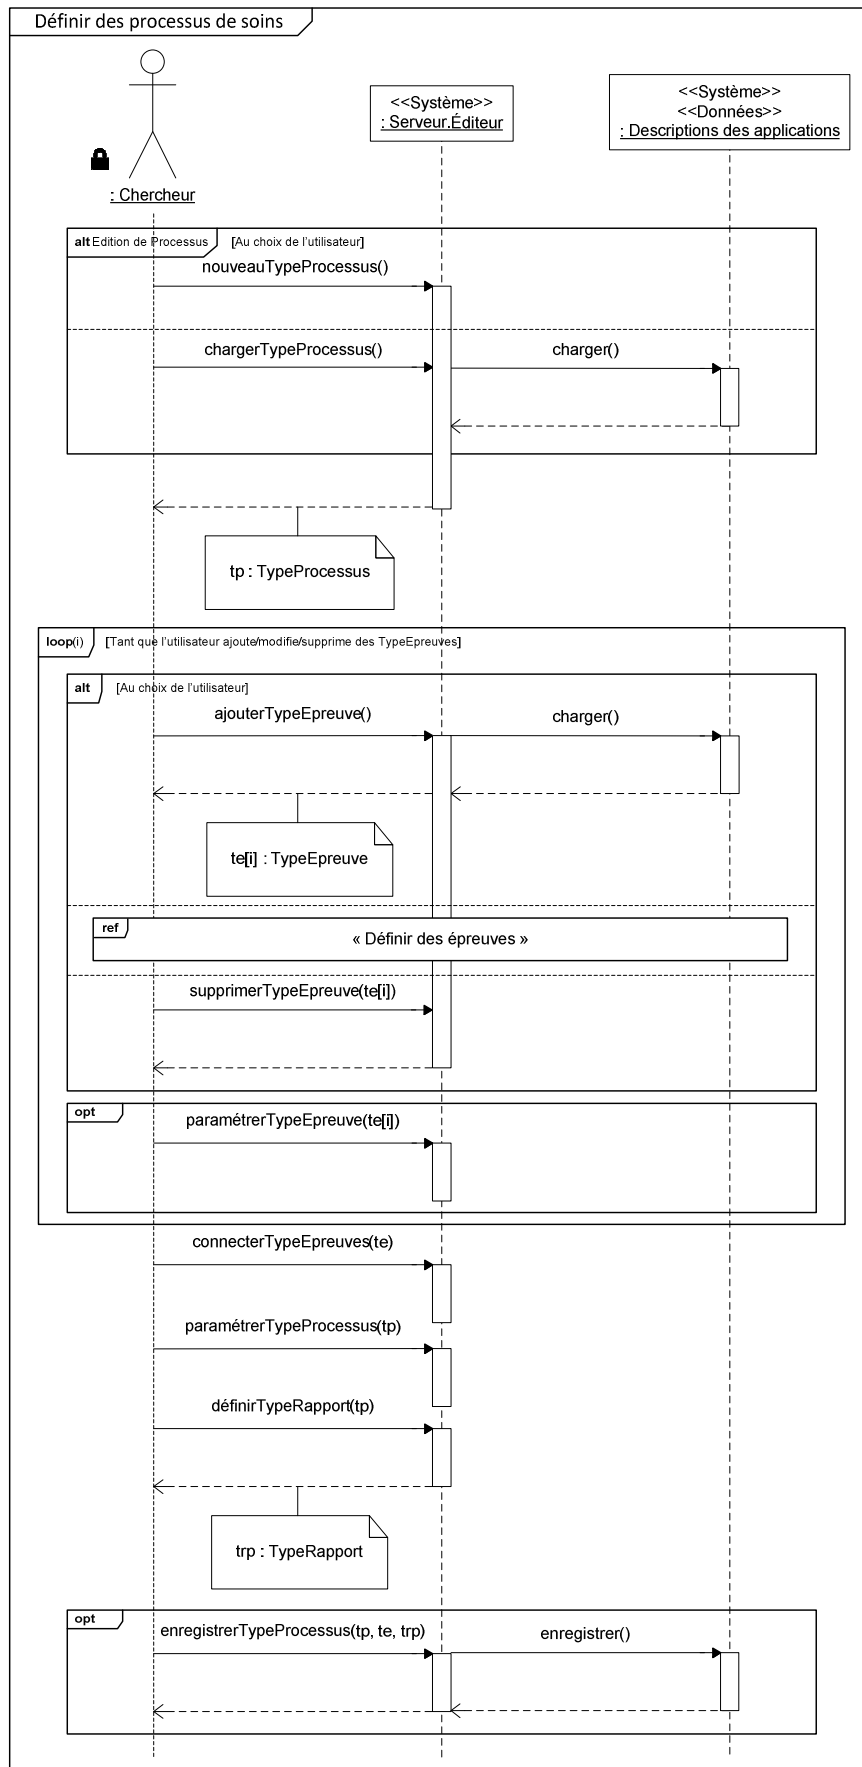 Définir des processus de soins
<<Système>>
: Serveur.Éditeur
<<Système>>
<<Données>>
: Descriptions des applications
: Chercheur
alt Edition de Processus [Au choix de l'utilisateur]
nouveauTypeProcessus()
chargerTypeProcessus() charger()
tp : TypeProcessus
loop(i) [Tant que l'utilisateur ajoute/modifie/supprime des TypeEpreuves]
alt [Au choix de l'utilisateur]
ajouterTypeEpreuve() charger()
te[i] : TypeEpreuve
ref
« Définir des épreuves »
supprimerTypeEpreuve(te[i])
opt
paramétrerTypeEpreuve(te[i])
connecterTypeEpreuves(te)
paramétrerTypeProcessus(tp)
définirTypeRapport(tp)
trp : TypeRapport
opt
enregistrerTypeProcessus(tp, te, trp) enregistrer()